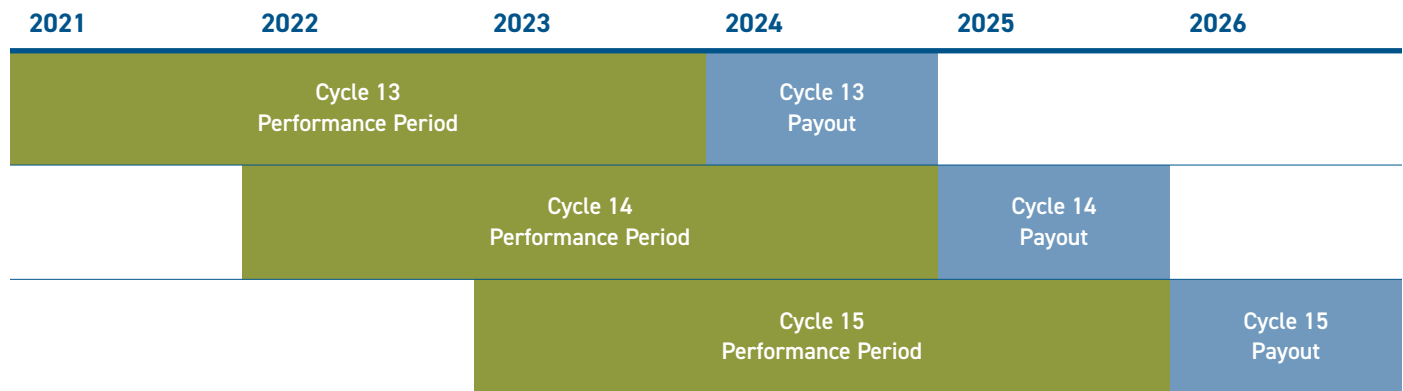 2021 2022 2023 2024 2025 2026
Cycle 13
Performance Period
Cycle 13
Payout
Cycle 14
Performance Period
Cycle 14
Payout
Cycle 15
Performance Period
Cycle 15
Payout